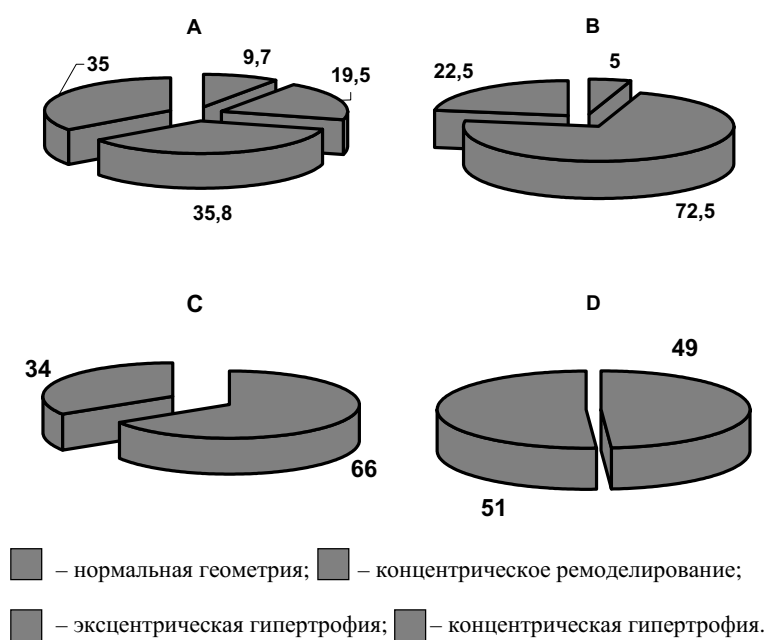 A
B
35
9,7
19,5
35,8
22,5
5
72,5
C
D
34
66
49
51
– нормальная геометрия; – концентрическое ремоделирование;
– эксцентрическая гипертрофия; – концентрическая гипертрофия.